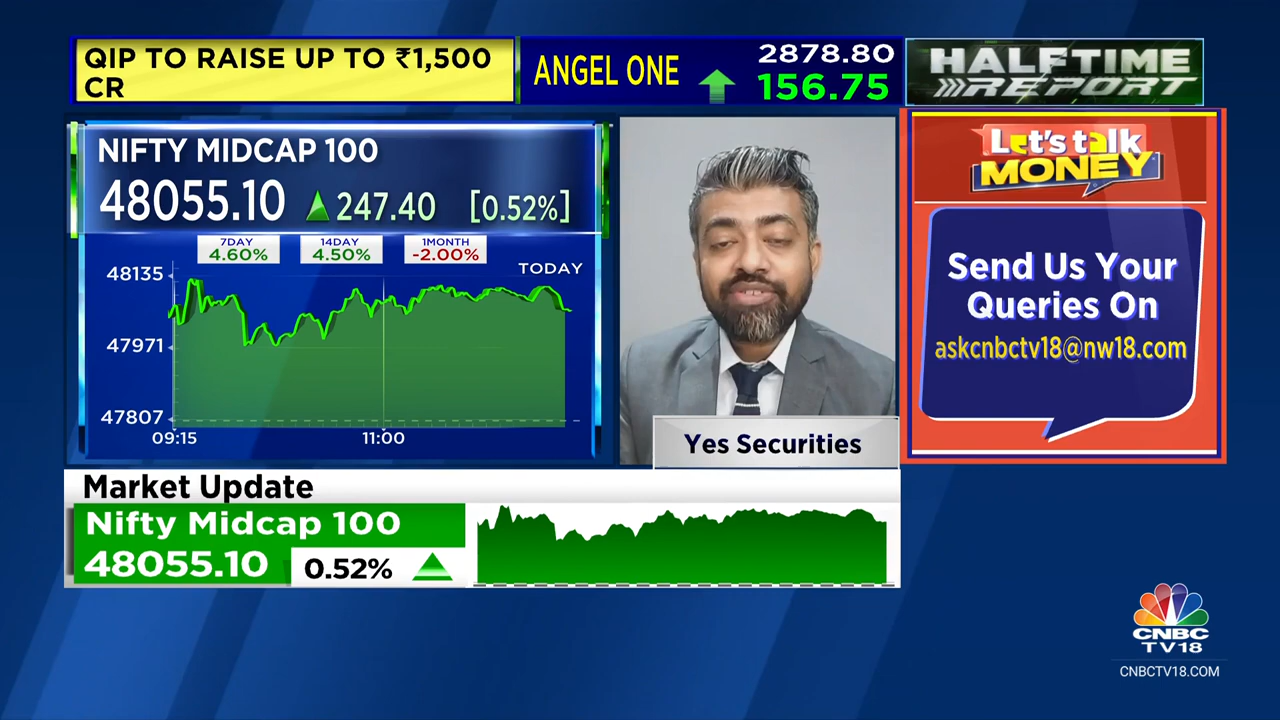 QIP TO RAISE UP TO ₹1,500
CR
ANGEL ONE
2878.80
156.75
HALFTIME
REPORT
NIFTY MIDCAP 100
48055.10 247.40 [0.52%]
7DAY
4.60%
14DAY
4.50%
1MONTH
-2.00%
TODAY
48135
47971
47807
09:15
11:00
Yes Securities
Let's talk
MONEY
Send Us Your
Queries On
askcnbctv18@nw18.com
Market Update
Nifty Midcap 100
48055.10 0.52%
CNBC
TV18
CNBCTV18.COM